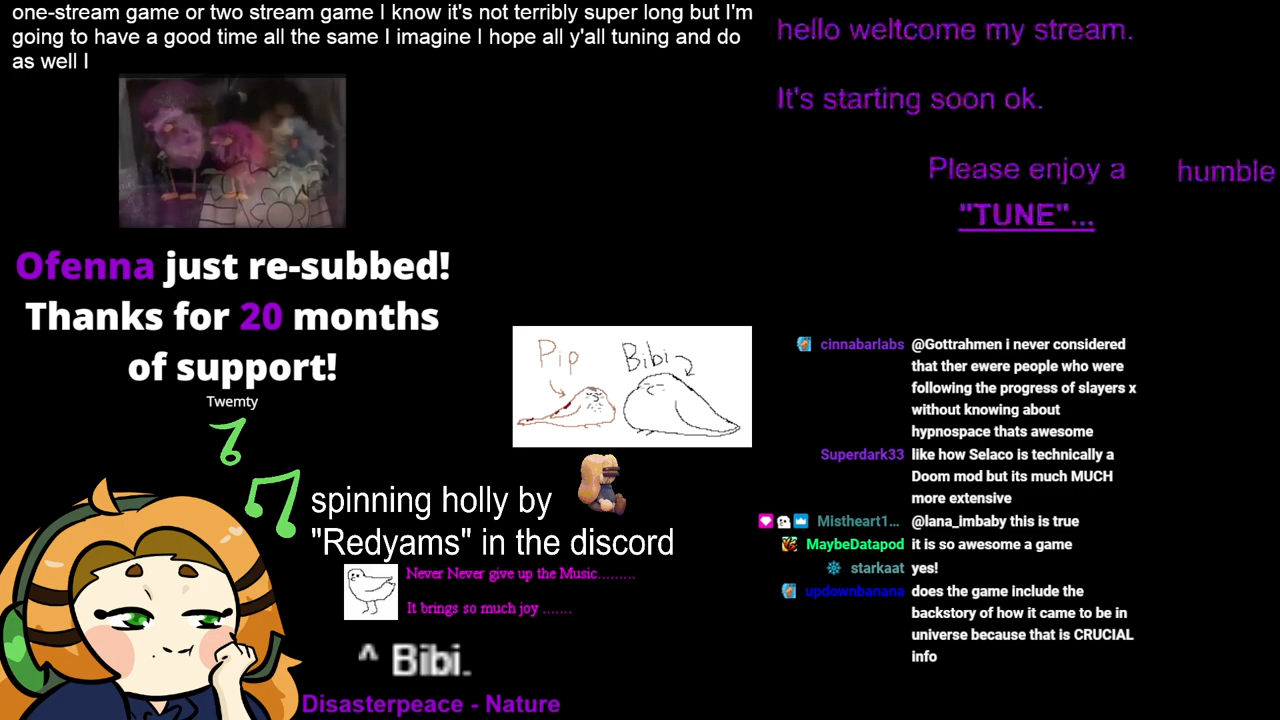 one-stream game or two stream game I know it's not terribly super long but I'm
going to have a good time all the same I imagine I hope all y'all tuning and do
as well I
hello weltcome my stream.
It's starting soon ok.
Please enjoy a humble
"TUNE"...
Ofenna just re-subbed!
Thanks for 20 months
of support!
Twemty
Pip
Bibi
spinning holly by
"Redyams" in the discord
Never Never give up the Music.........
It brings so much joy .......
^ Bibi.
Disasterpeace - Nature
cinnabarlabs @Gottrahmen i never considered
that ther ewere people who were
following the progress of slayers x
without knowing about
hypnospace thats awesome
Superdark33 like how Selaco is technically a
Doom mod but its much MUCH
more extensive
Mistheart1... @lana_imbaby this is true
MaybeDatapod it is so awesome a game
starkaat yes!
updownbanana does the game include the
backstory of how it came to be in
universe because that is CRUCIAL
info